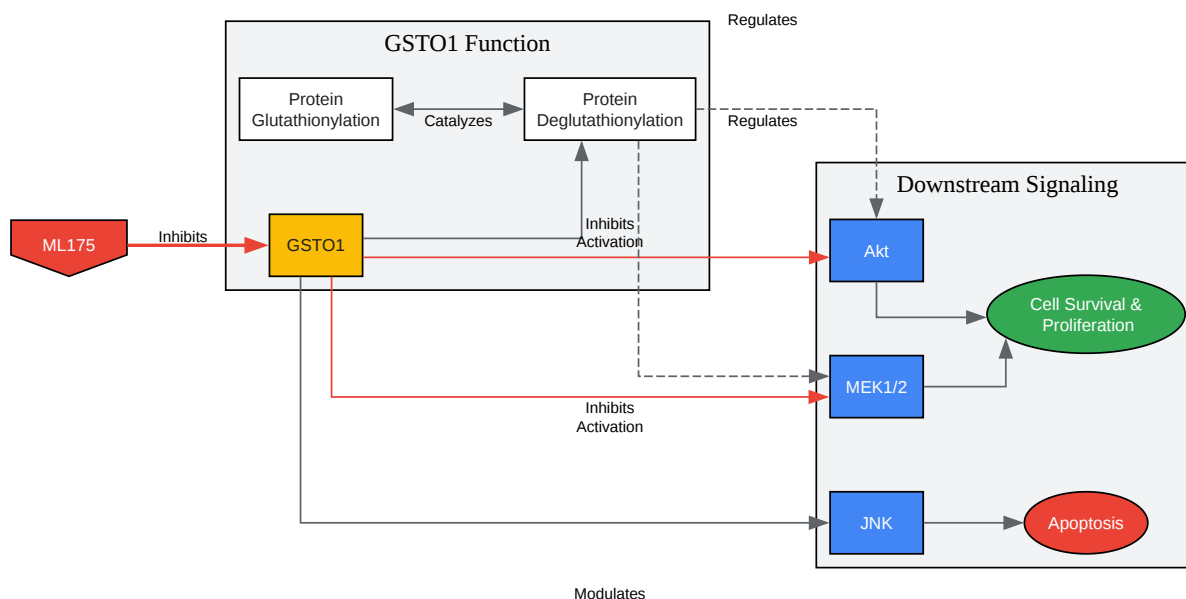 Regulates
GSTO1 Function
Protein
Glutathionylation
Catalyzes
Protein
Deglutathionylation
Regulates
Downstream Signaling
ML175
Inhibits
GSTO1
Inhibits
Activation
Akt
Cell Survival &
Proliferation
MEK1/2
Inhibits
Activation
JNK
Apoptosis
Modulates